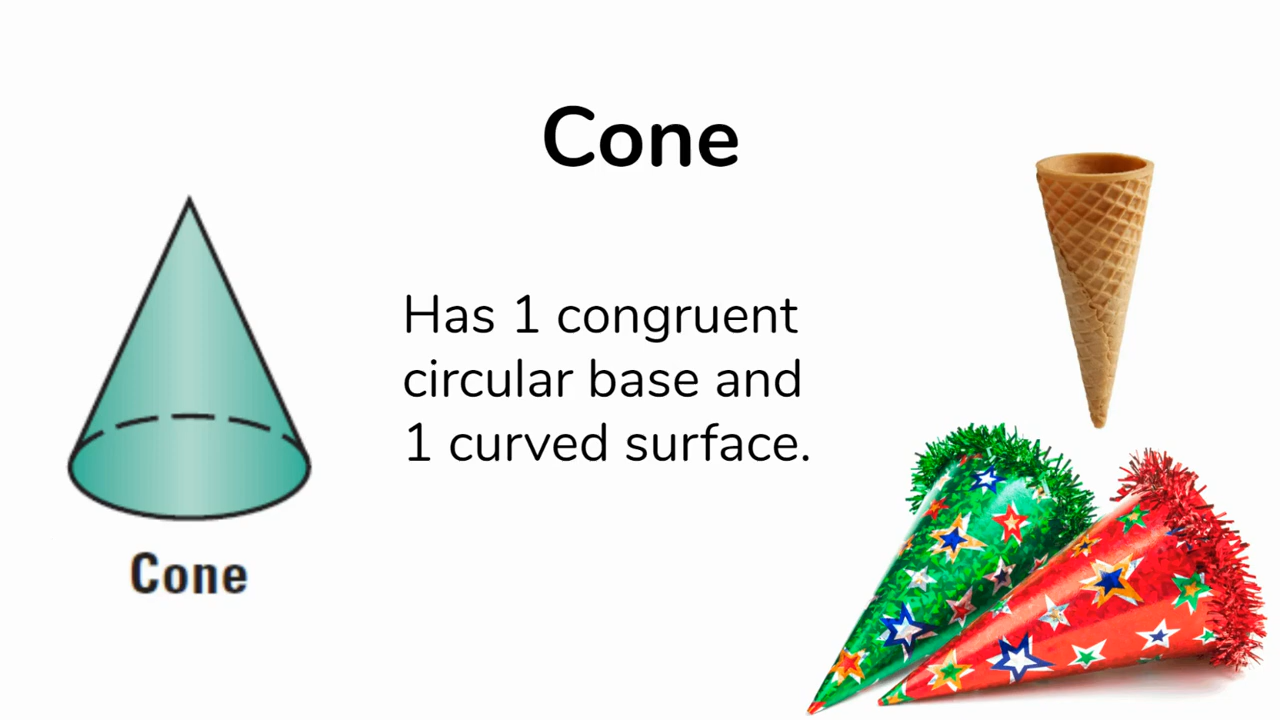 Cone
Has 1 congruent
circular base and
1 curved surface.
Cone